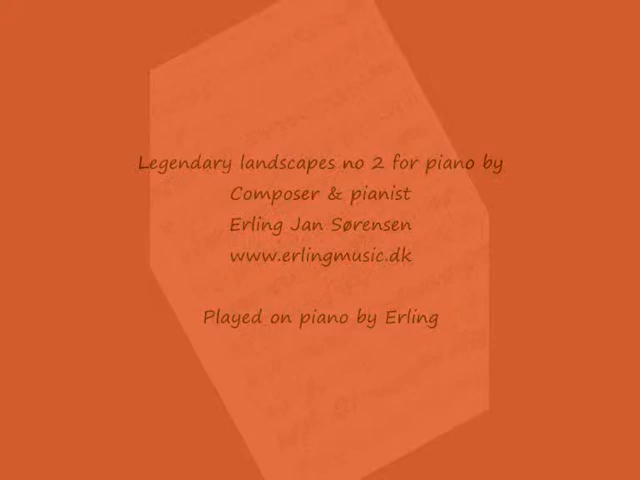 Legendary landscapes no 2 for piano by
Composer & pianist
Erling Jan Sørensen
www.erlingmusic.dk
Played on piano by Erling